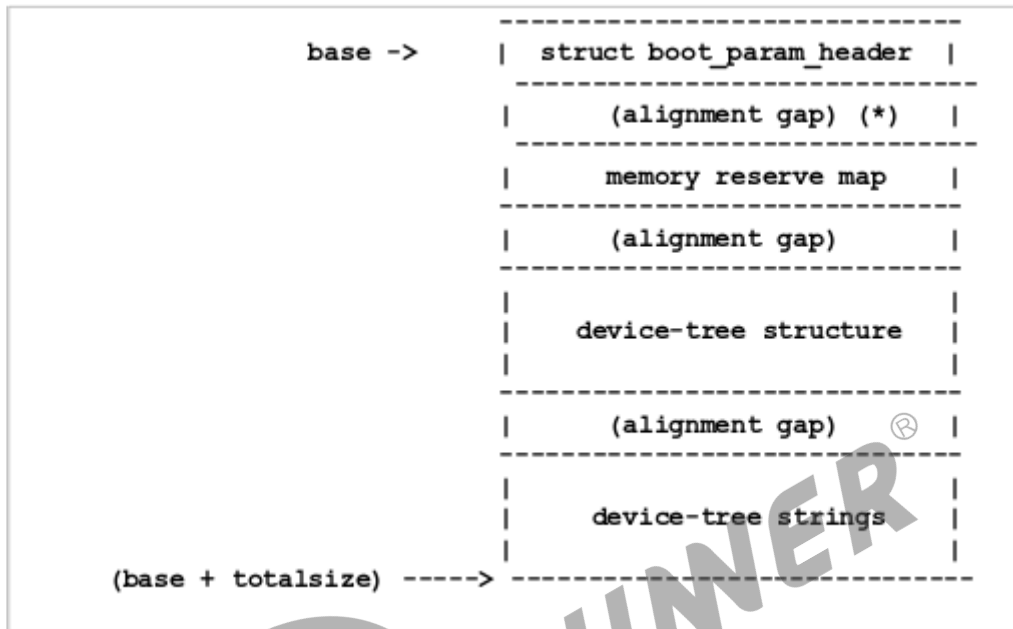 ------------------------------
base -> | struct boot_param_header |
------------------------------
| (alignment gap) (*) |
------------------------------
| memory reserve map |
------------------------------
| (alignment gap) |
------------------------------
| |
| device-tree structure |
| |
------------------------------
| (alignment gap) |
------------------------------
| |
| device-tree strings |
| |
(base + totalsize) -----> ------------------------------